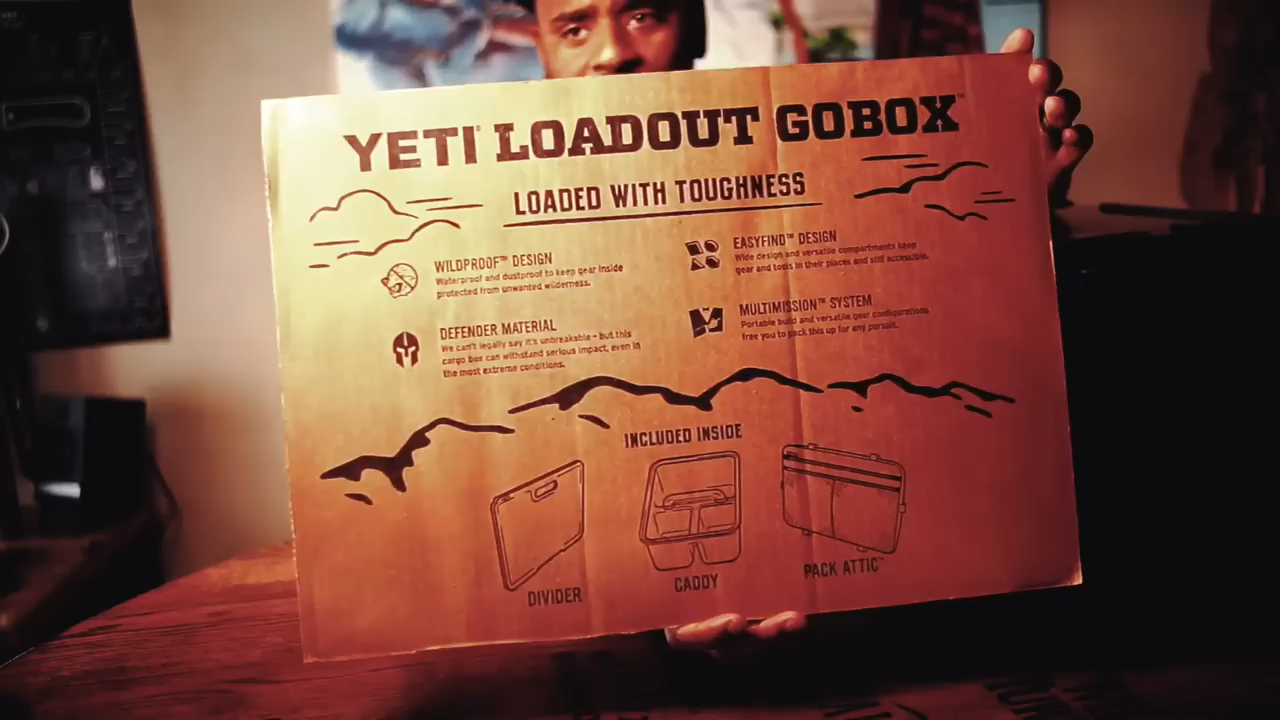 YETI® LOADOUT GOBOX™
LOADED WITH TOUGHNESS
WILDPROOF™ DESIGN
Waterproof and dustproof to keep gear inside
protected from unwanted wilderness.
EASYFIND™ DESIGN
Wide design and versatile compartments keep
gear and tools in their places and still accessible.
DEFENDER MATERIAL
We can't legally say it's unbreakable – but this
cargo box can withstand serious impact, even in
the most extreme conditions.
MULTIMISSION™ SYSTEM
Portable build and versatile gear configurations
free you to pack this up for any pursuit.
INCLUDED INSIDE
DIVIDER
CADDY
PACK ATTIC™